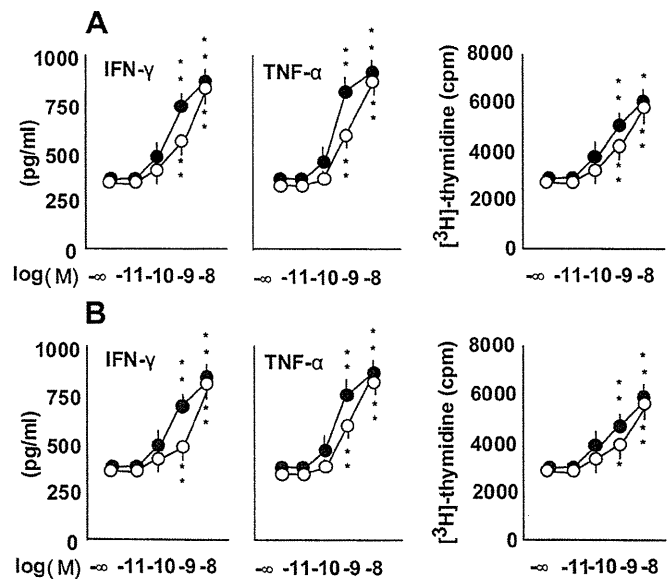 A
IFN-γ
TNF-α
1000
750
500
250
0
(pg/ml)
8000
6000
4000
2000
0
[³H]-thymidine (cpm)
* * * *
* * * *
* * * *
* * * *
* * *
* *
log(M) -∞ -11 -10 -9 -8
-∞ -11 -10 -9 -8
-∞ -11 -10 -9 -8
B
IFN-γ
TNF-α
1000
750
500
250
0
(pg/ml)
8000
6000
4000
2000
0
[³H]-thymidine (cpm)
* * * *
* * * *
* * * *
* * * *
* * * *
* * *
log(M) -∞ -11 -10 -9 -8
-∞ -11 -10 -9 -8
-∞ -11 -10 -9 -8